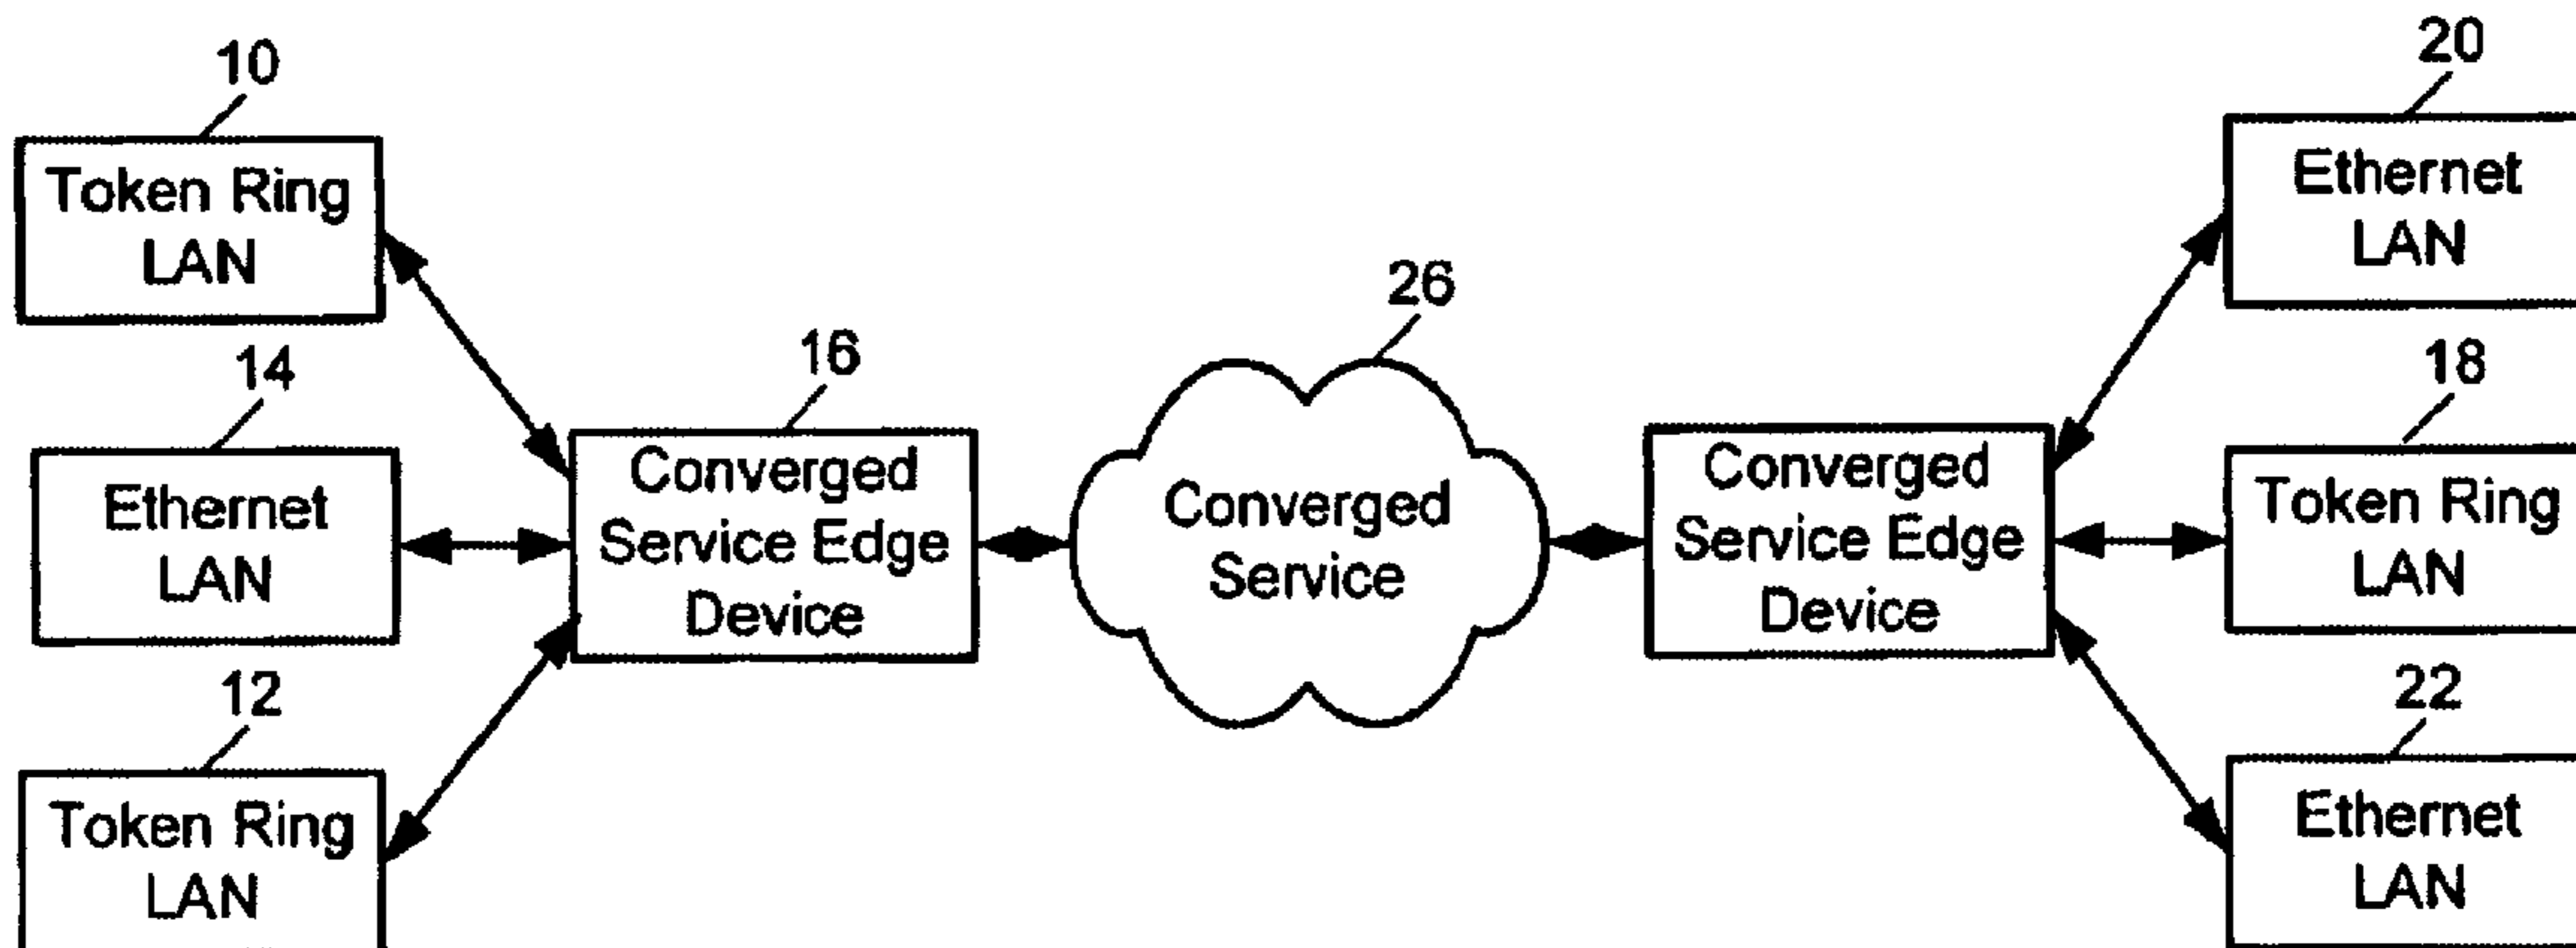 10
Token Ring
LAN
14
Ethernet
LAN
12
Token Ring
LAN
16
Converged
Service Edge
Device
26
Converged
Service
Converged
Service Edge
Device
20
Ethernet
LAN
18
Token Ring
LAN
22
Ethernet
LAN